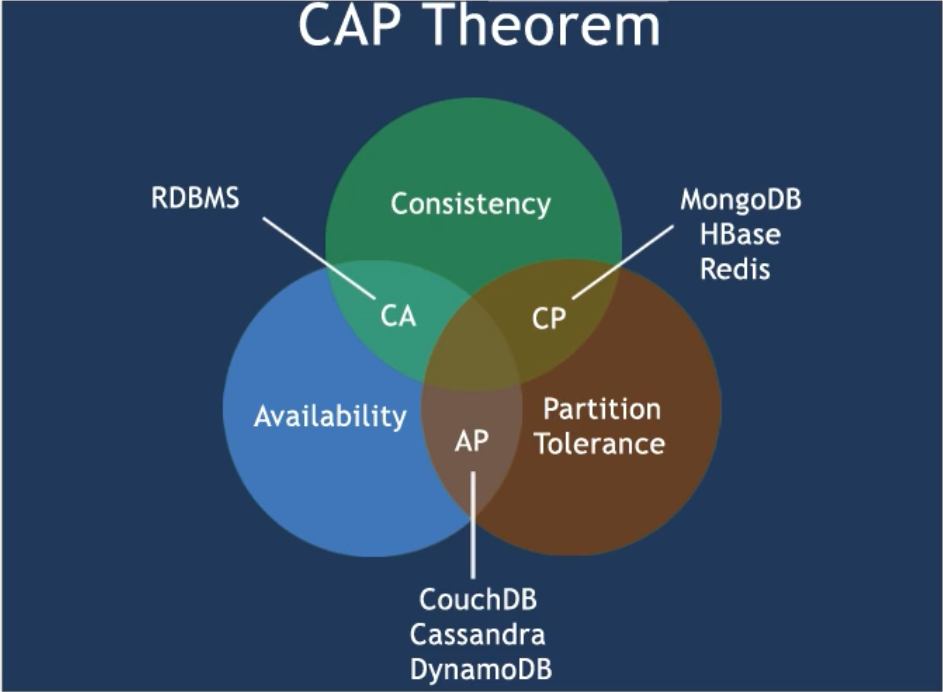 CAP Theorem
RDBMS
Consistency
MongoDB
HBase
Redis
CA
CP
Availability
Partition
Tolerance
AP
CouchDB
Cassandra
DynamoDB